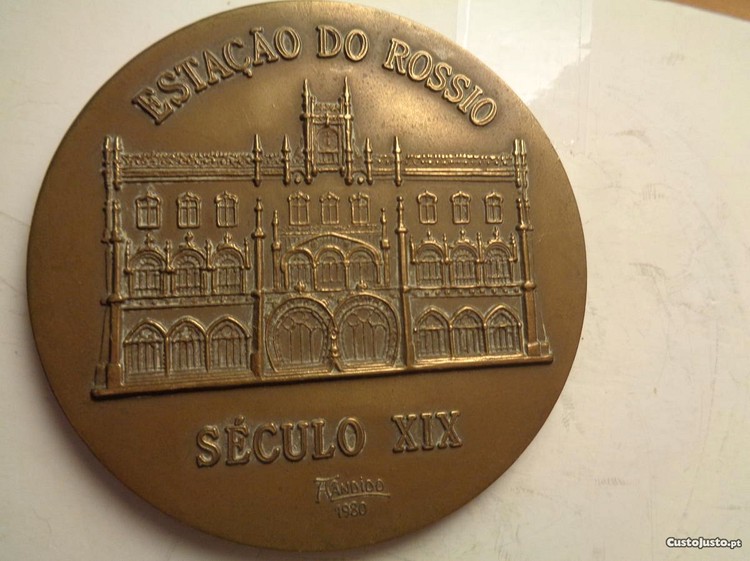 ESTAÇÃO DO ROSSIO
SÉCULO XIX
CÂNDIDO
1980
CustoJusto.pt